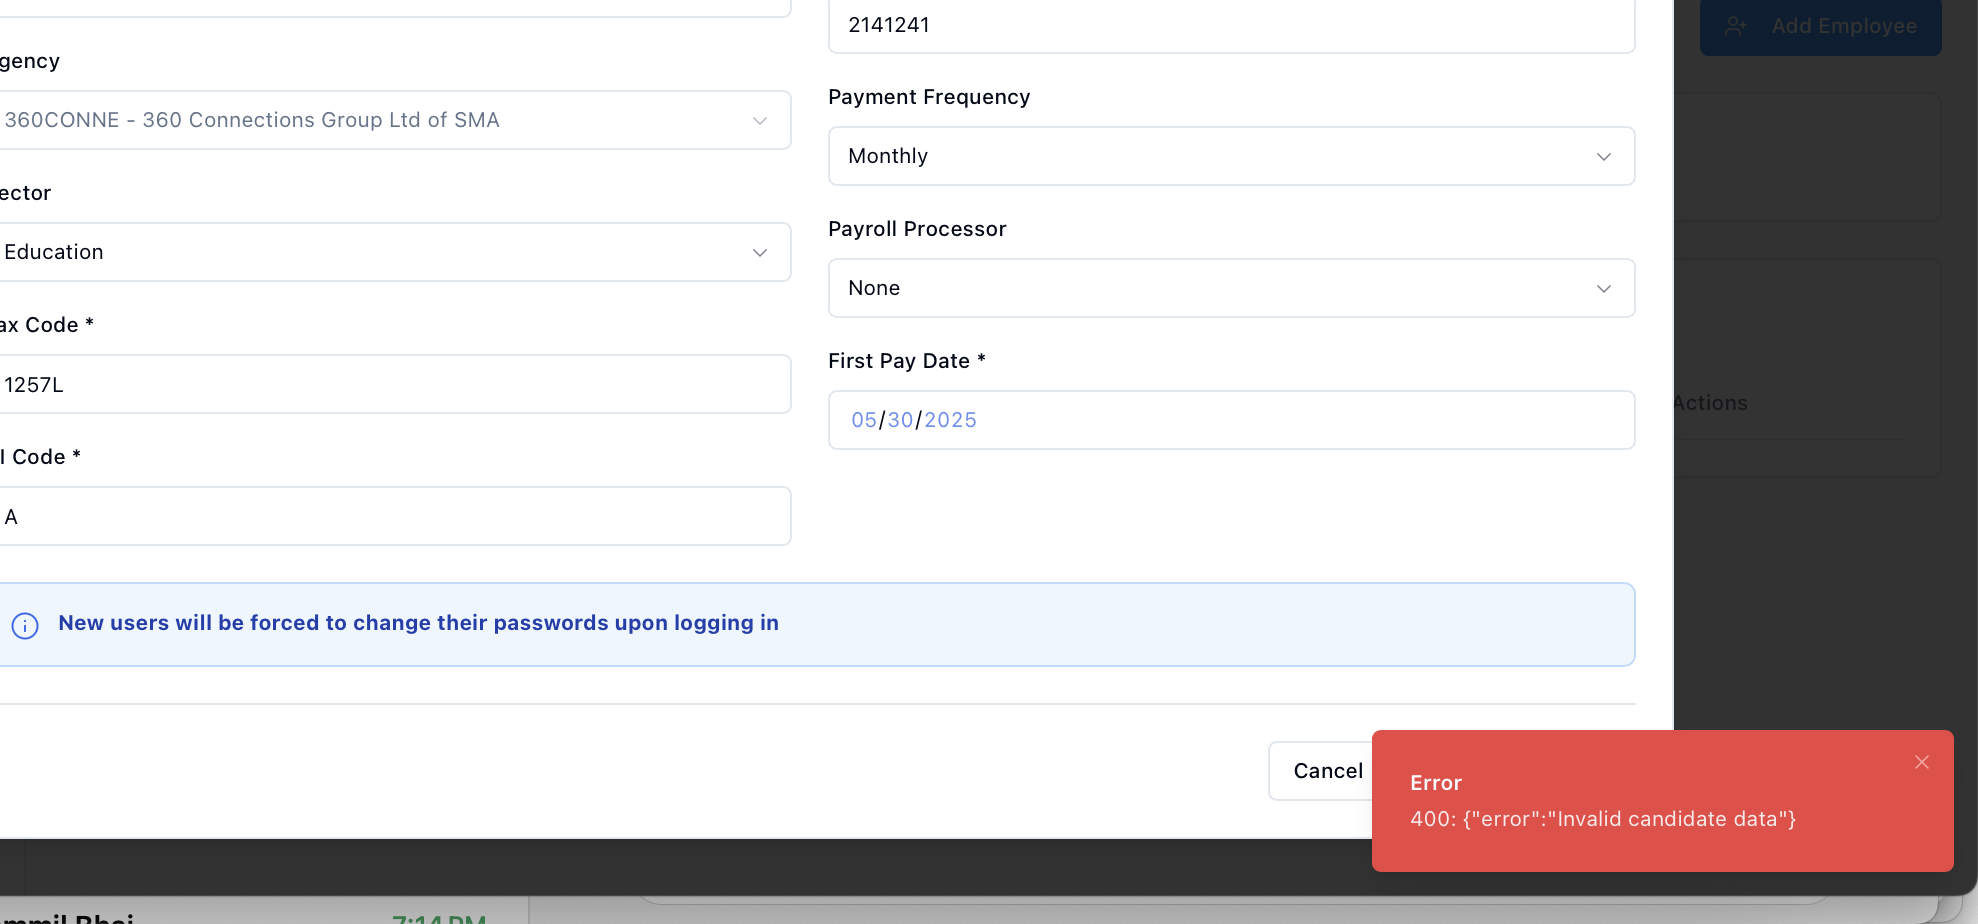 2141241
Add Employee
gency
360CONNE - 360 Connections Group Ltd of SMA
Payment Frequency
Monthly
ector
Education
Payroll Processor
None
ax Code *
1257L
First Pay Date *
05/30/2025
Actions
I Code *
A
New users will be forced to change their passwords upon logging in
Cancel
Error
400: {"error":"Invalid candidate data"}
7:14 PM